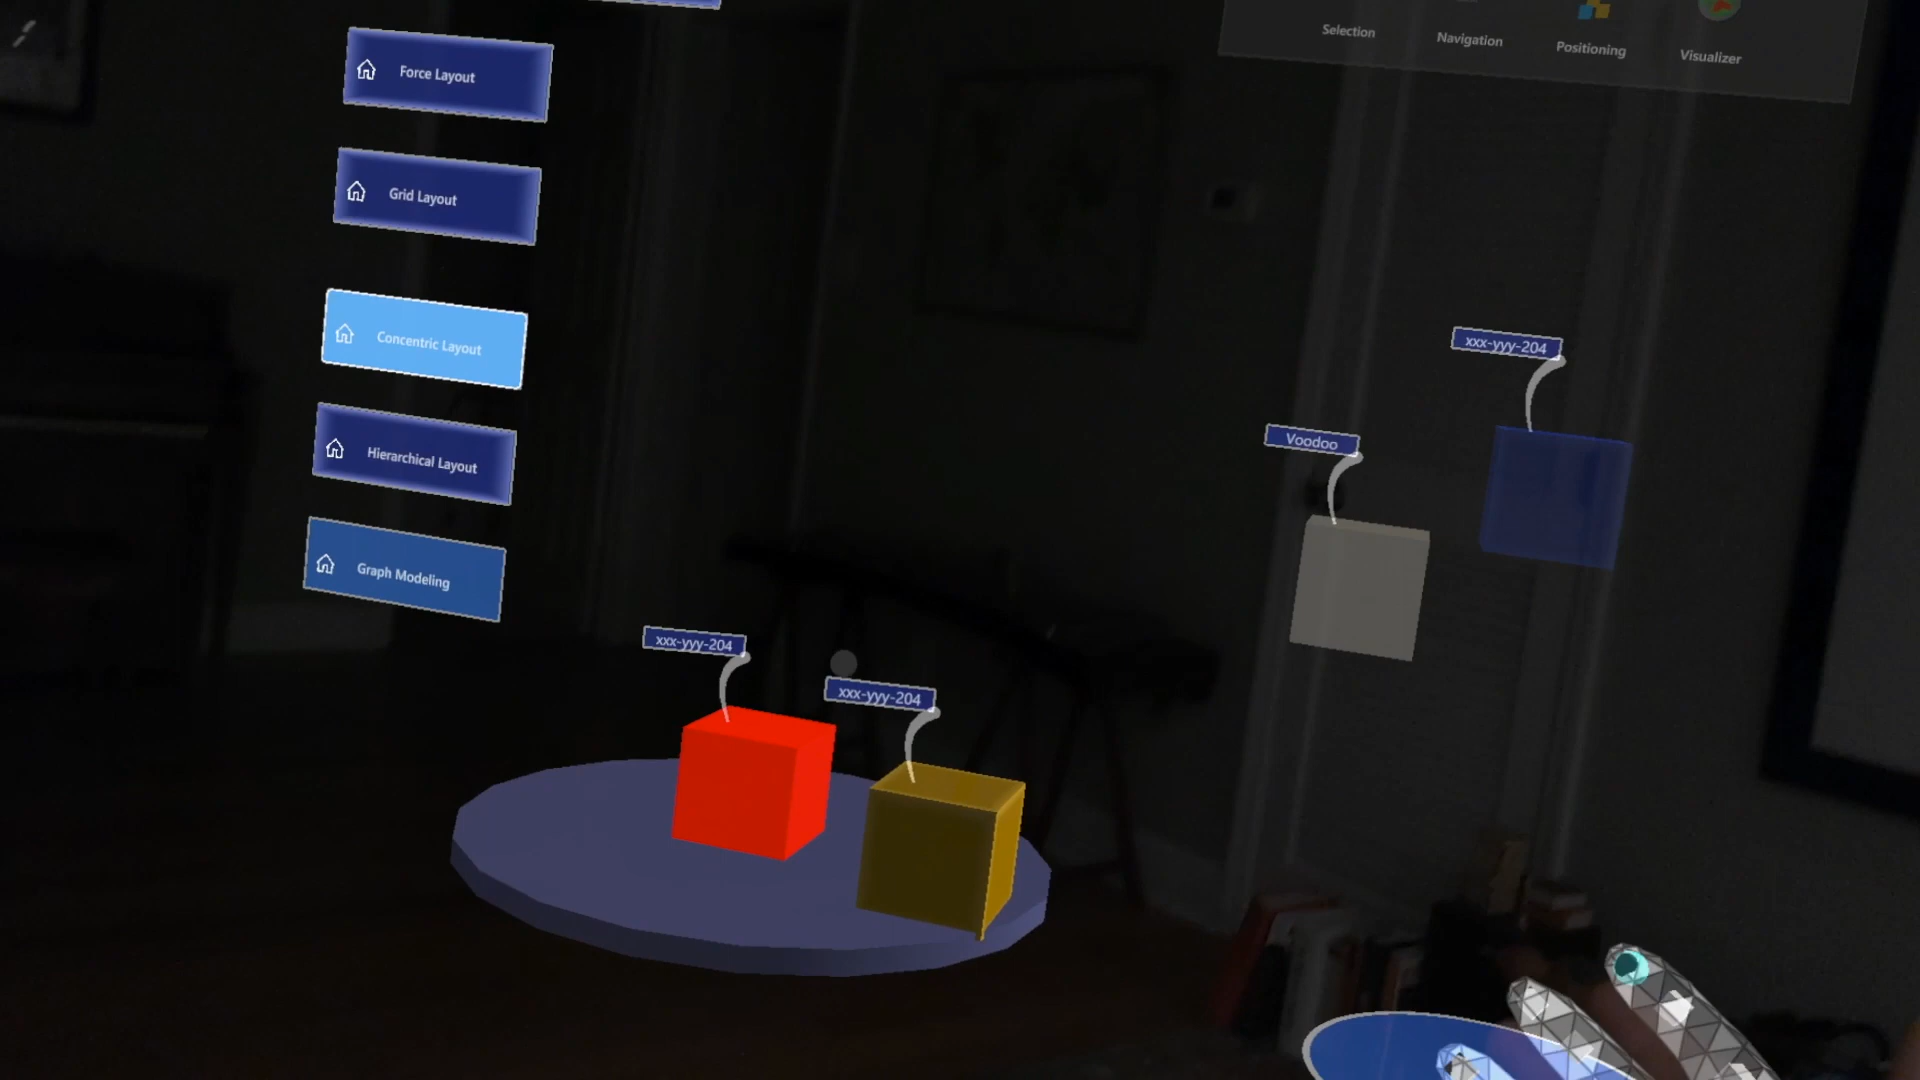 Selection
Navigation
Positioning
Visualizer
Force Layout
Grid Layout
Concentric Layout
Hierarchical Layout
Graph Modeling
xxx-yyy-204
Voodoo
xxx-yyy-204
xxx-yyy-204